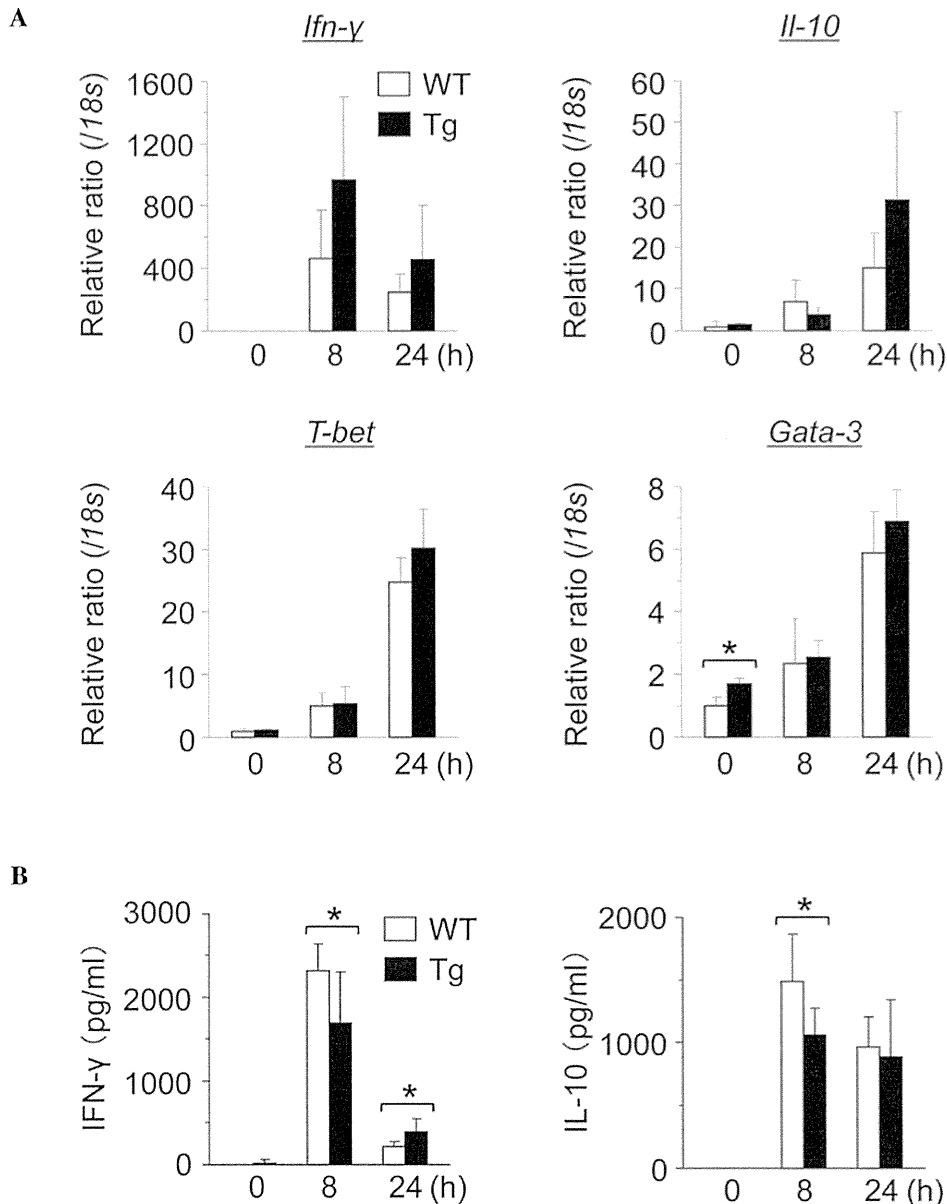 A
Ifn-γ
Relative ratio (/18s)
1600
1200
800
400
0
WT
Tg
0 8 24 (h)
Il-10
Relative ratio (/18s)
60
50
40
30
20
10
0
0 8 24 (h)
T-bet
Relative ratio (/18s)
40
30
20
10
0
0 8 24 (h)
Gata-3
Relative ratio (/18s)
8
6
4
2
0
*
0 8 24 (h)
B
IFN-γ (pg/ml)
3000
2000
1000
0
*
*
WT
Tg
0 8 24 (h)
IL-10 (pg/ml)
2000
1000
0
*
0 8 24 (h)